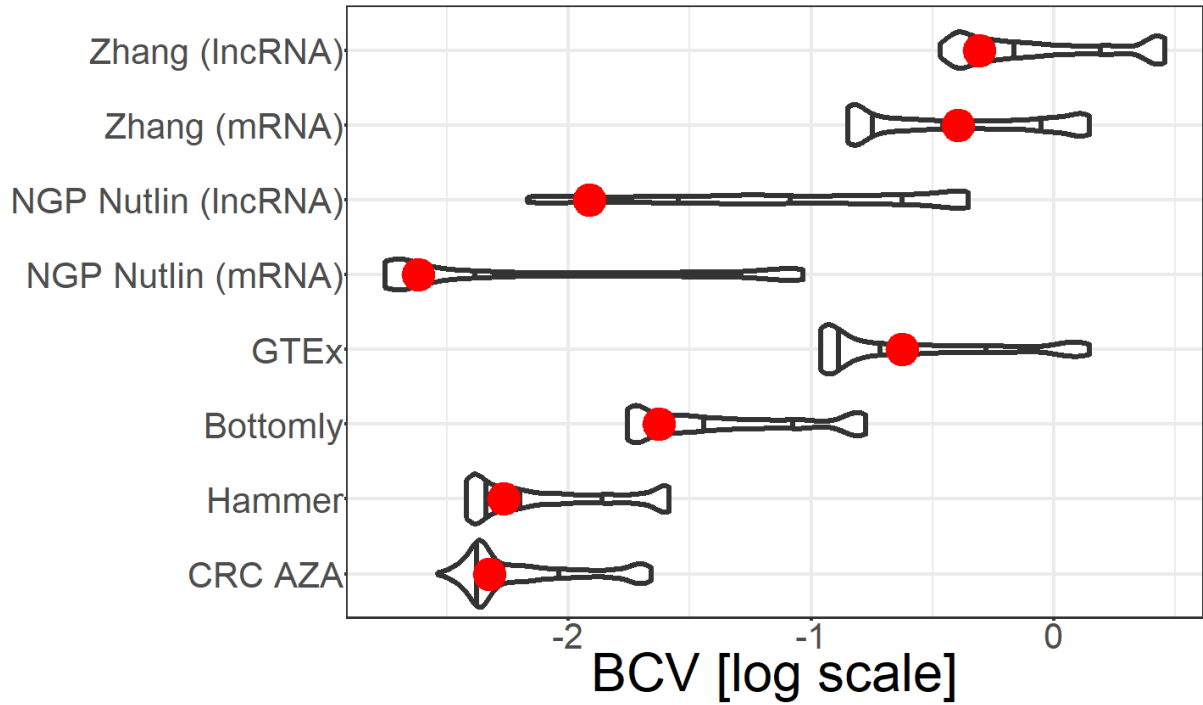 Zhang (lncRNA)
Zhang (mRNA)
NGP Nutlin (lncRNA)
NGP Nutlin (mRNA)
GTEx
Bottomly
Hammer
CRC AZA
-2 -1 0
BCV [log scale]